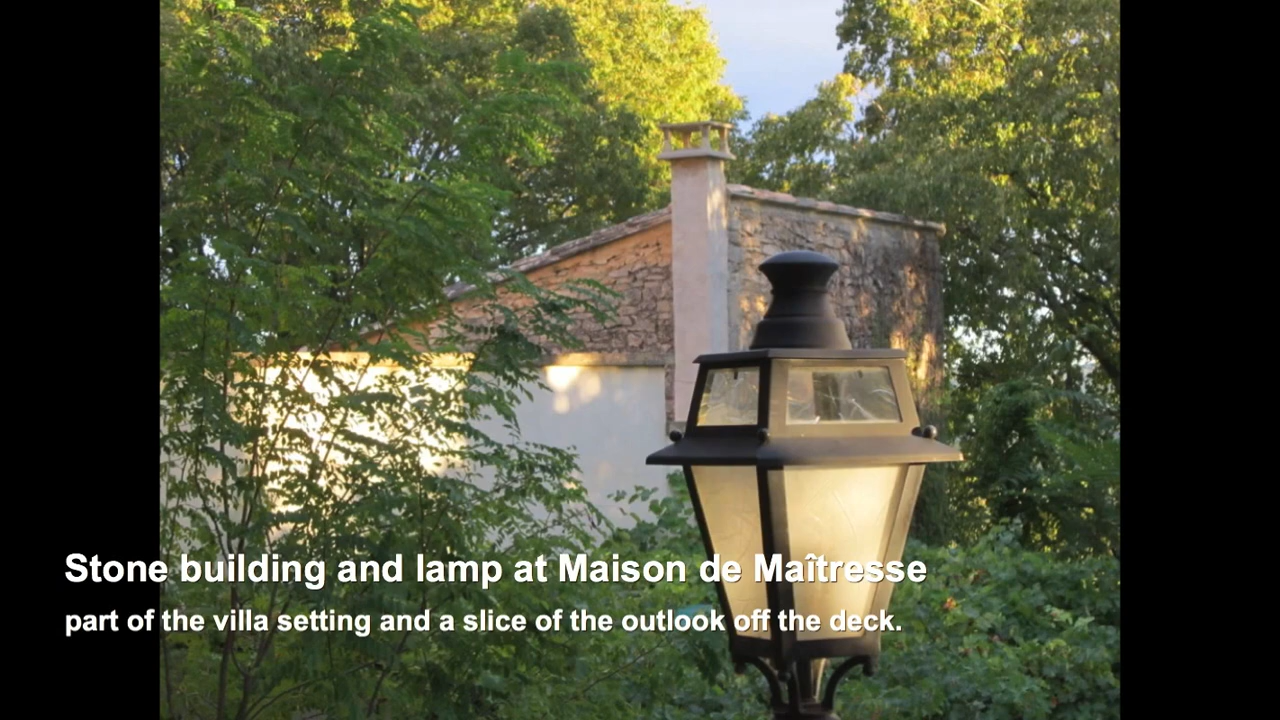 Stone building and lamp at Maison de Maîtresse
part of the villa setting and a slice of the outlook off the deck.